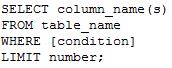 SELECT column_name(s)
FROM table_name
WHERE [condition]
LIMIT number;